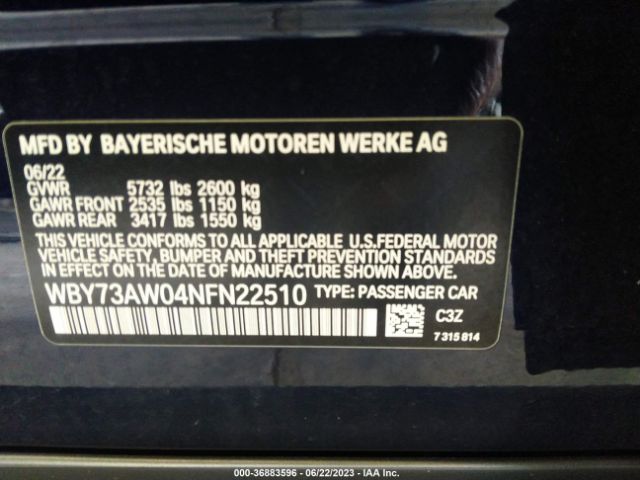 MFD BY BAYERISCHE MOTOREN WERKE AG
06/22
GVWR 5732 lbs 2600 kg
GAWR FRONT 2535 lbs 1150 kg
GAWR REAR 3417 lbs 1550 kg
THIS VEHICLE CONFORMS TO ALL APPLICABLE U.S.FEDERAL MOTOR
VEHICLE SAFETY, BUMPER AND THEFT PREVENTION STANDARDS
IN EFFECT ON THE DATE OF MANUFACTURE SHOWN ABOVE.
WBY73AW04NFN22510 TYPE: PASSENGER CAR
C3Z
7 315 814
000-36883596 - 06/22/2023 - IAA Inc.